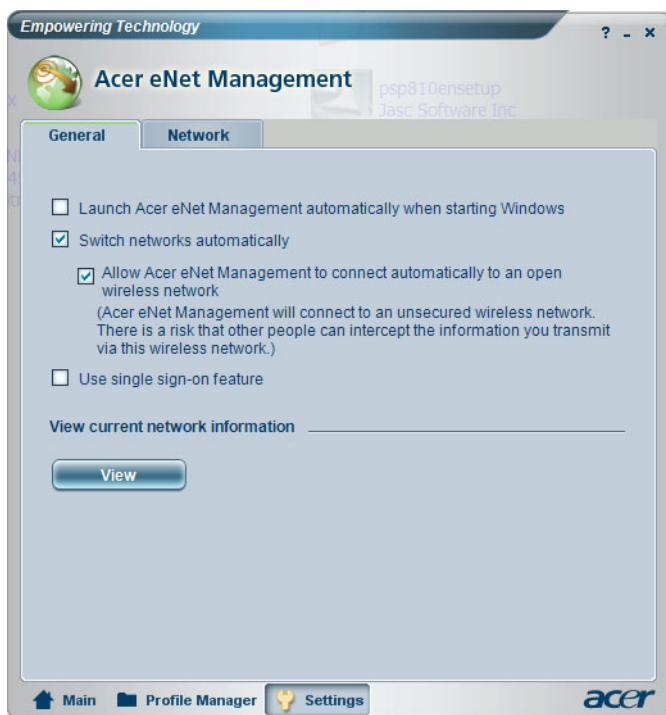 Empowering Technology
? - x
Acer eNet Management
psp810ensetup
Jasc Software Inc
General Network
Launch Acer eNet Management automatically when starting Windows
Switch networks automatically
Allow Acer eNet Management to connect automatically to an open
wireless network
(Acer eNet Management will connect to an unsecured wireless network.
There is a risk that other people can intercept the information you transmit
via this wireless network.)
Use single sign-on feature
View current network information
View
Main Profile Manager Settings
acer